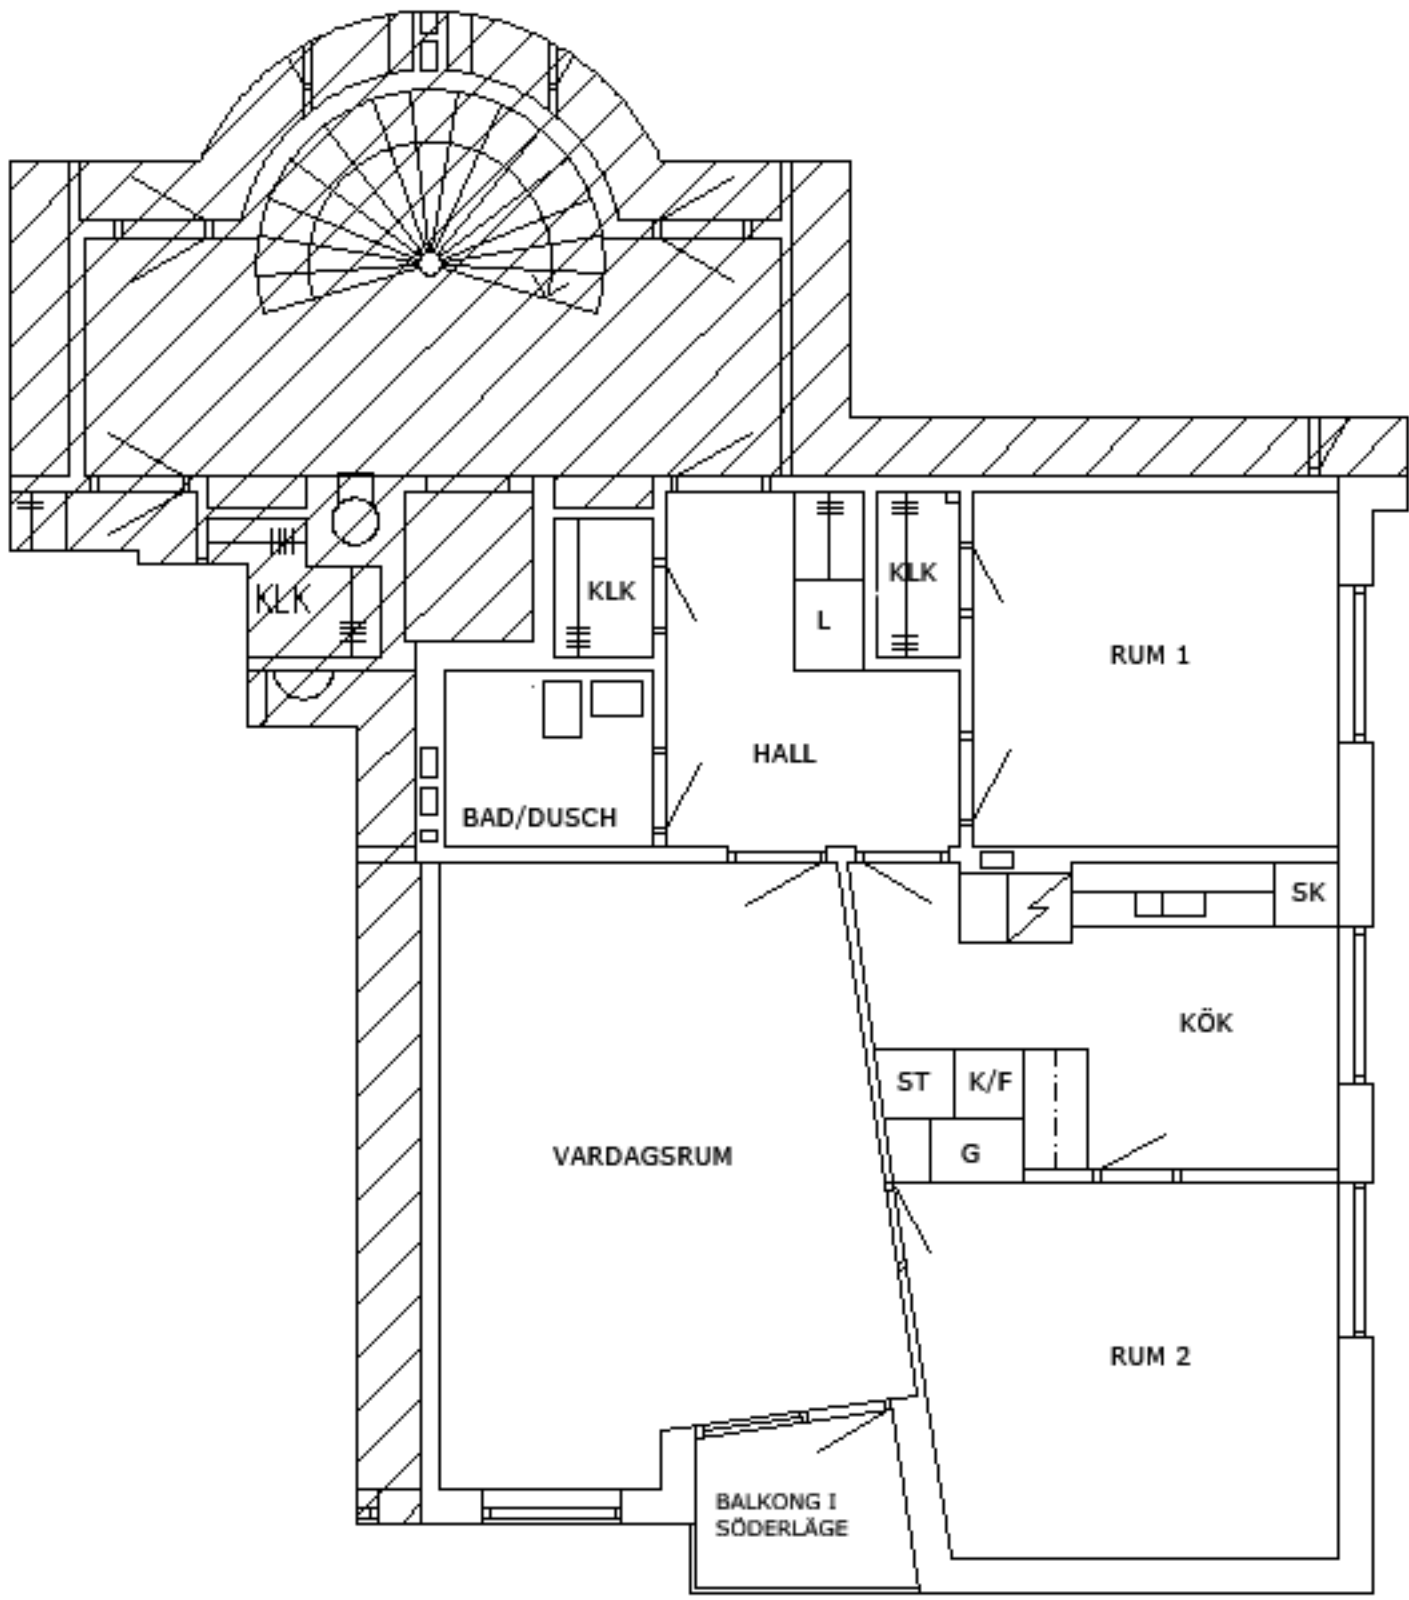 KLK
KLK
KLK
L
RUM 1
HALL
BAD/DUSCH
SK
KÖK
ST
K/F
G
VARDAGSRUM
RUM 2
BALKONG I
SÖDERLÄGE